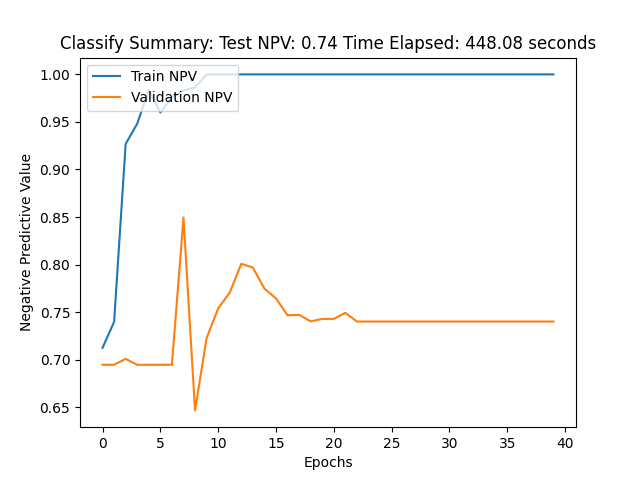 Classify Summary: Test NPV: 0.74 Time Elapsed: 448.08 seconds
Train NPV
Validation NPV
Negative Predictive Value
1.00
0.95
0.90
0.85
0.80
0.75
0.70
0.65
0 5 10 15 20 25 30 35 40
Epochs